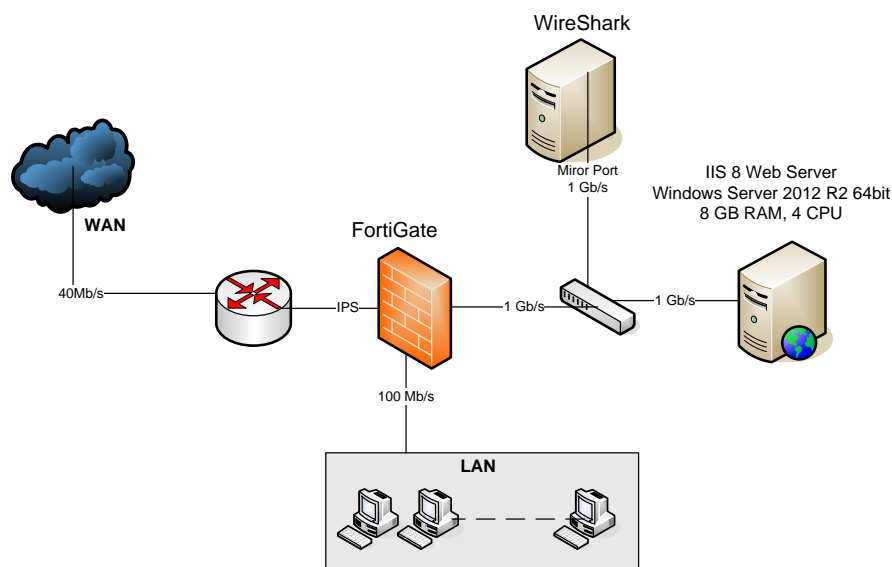 WireShark
Miror Port
1 Gb/s
IIS 8 Web Server
Windows Server 2012 R2 64bit
8 GB RAM, 4 CPU
WAN
FortiGate
40Mb/s
IPS
1 Gb/s
1 Gb/s
100 Mb/s
LAN